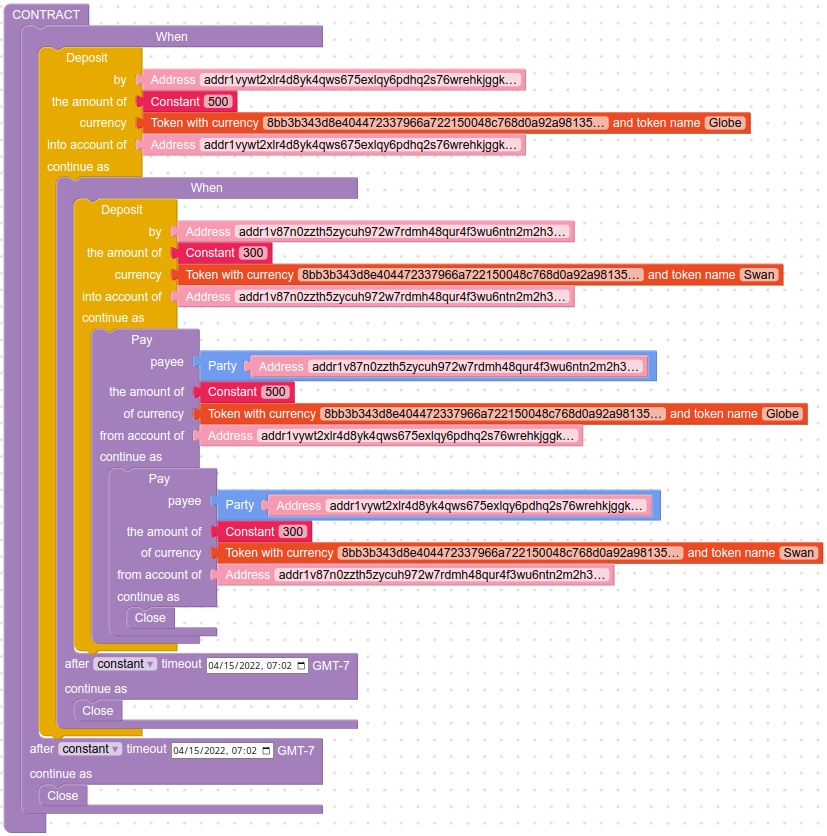 CONTRACT
When
Deposit
by Address addr1vywt2xlr4d8yk4qws675exlqy6pdhq2s76wrehkjggk...
the amount of Constant 500
currency Token with currency 8bb3b343d8e404472337966a722150048c768d0a92a98135... and token name Globe
into account of Address addr1vywt2xlr4d8yk4qws675exlqy6pdhq2s76wrehkjggk...
continue as
When
Deposit
by Address addr1v87n0zzth5zycuh972w7rdmh48qur4f3wu6ntn2m2h3...
the amount of Constant 300
currency Token with currency 8bb3b343d8e404472337966a722150048c768d0a92a98135... and token name Swan
into account of Address addr1v87n0zzth5zycuh972w7rdmh48qur4f3wu6ntn2m2h3...
continue as
Pay
payee Party Address addr1v87n0zzth5zycuh972w7rdmh48qur4f3wu6ntn2m2h3...
the amount of Constant 500
of currency Token with currency 8bb3b343d8e404472337966a722150048c768d0a92a98135... and token name Globe
from account of Address addr1vywt2xlr4d8yk4qws675exlqy6pdhq2s76wrehkjggk...
continue as
Pay
payee Party Address addr1vywt2xlr4d8yk4qws675exlqy6pdhq2s76wrehkjggk...
the amount of Constant 300
of currency Token with currency 8bb3b343d8e404472337966a722150048c768d0a92a98135... and token name Swan
from account of Address addr1v87n0zzth5zycuh972w7rdmh48qur4f3wu6ntn2m2h3...
continue as
Close
after constant timeout 04/15/2022, 07:02 GMT-7
continue as
Close
after constant timeout 04/15/2022, 07:02 GMT-7
continue as
Close